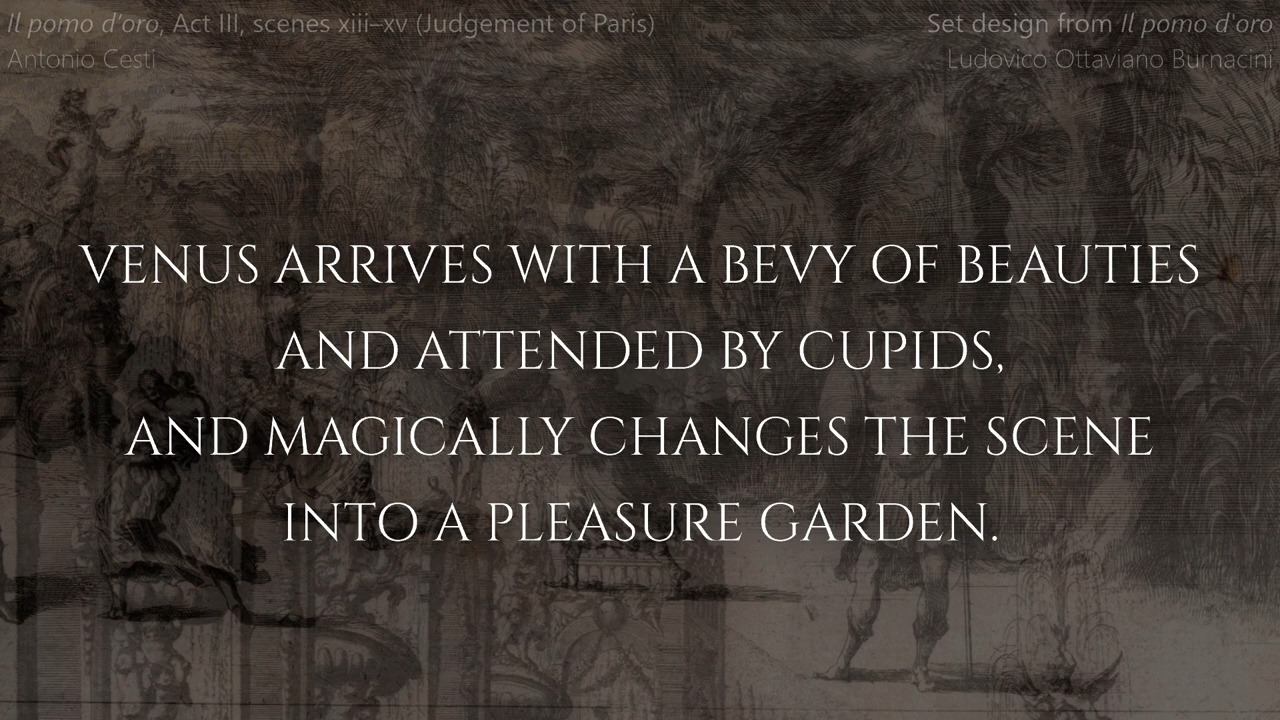 Il pomo d'oro, Act III, scenes xiii–xv (Judgement of Paris)
Antonio Cesti
Set design from Il pomo d'oro
Ludovico Ottaviano Burnacini
VENUS ARRIVES WITH A BEVY OF BEAUTIES
AND ATTENDED BY CUPIDS,
AND MAGICALLY CHANGES THE SCENE
INTO A PLEASURE GARDEN.